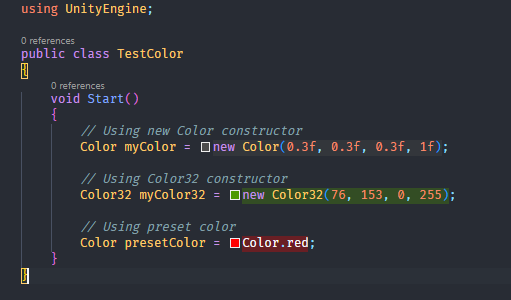 using UnityEngine;
0 references
public class TestColor
{
0 references
void Start()
{
// Using new Color constructor
Color myColor = new Color(0.3f, 0.3f, 0.3f, 1f);
// Using Color32 constructor
Color32 myColor32 = new Color32(76, 153, 0, 255);
// Using preset color
Color presetColor = Color.red;
}
}